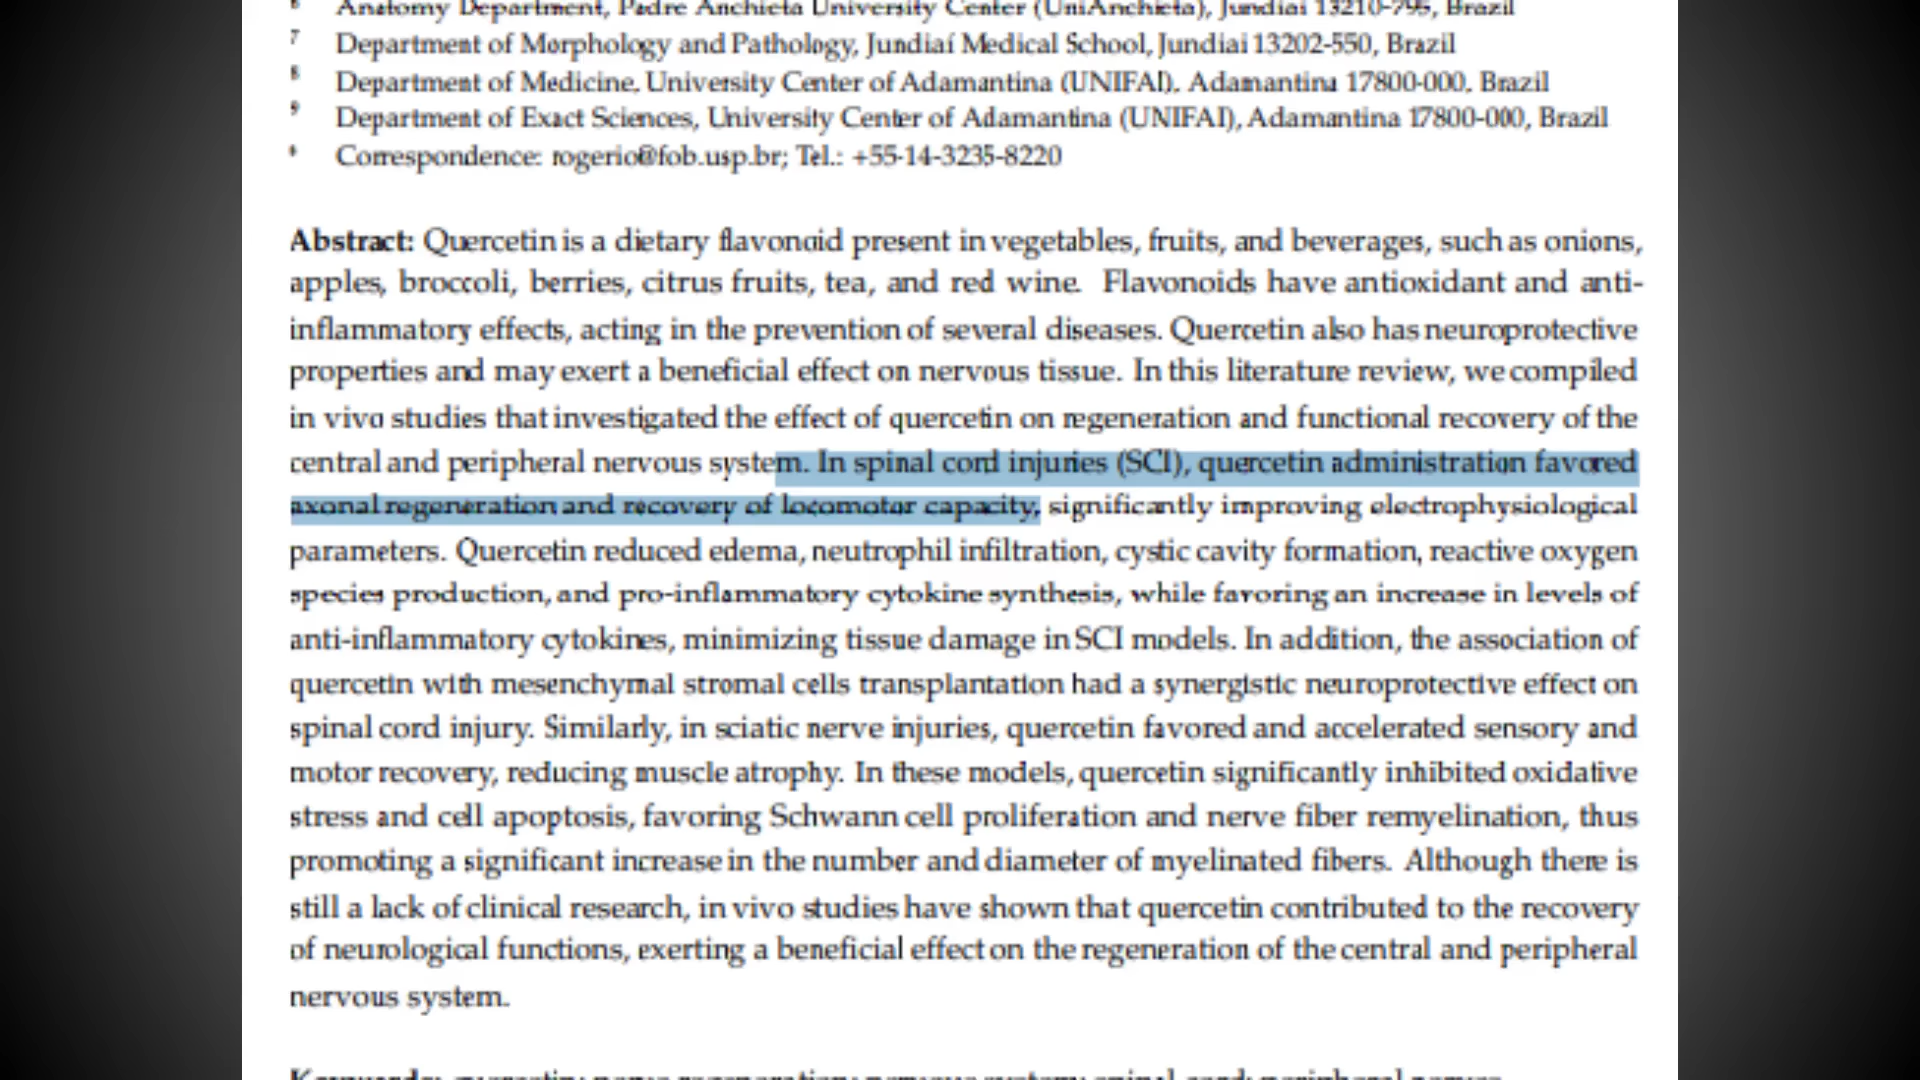 6 Anatomy Department, Padre Anchieta University Center (UniAnchieta), Jundiai 13210-795, Brazil
7 Department of Morphology and Pathology, Jundiaí Medical School, Jundiai 13202-550, Brazil
8 Department of Medicine, University Center of Adamantina (UNIFAI), Adamantina 17800-000, Brazil
9 Department of Exact Sciences, University Center of Adamantina (UNIFAI), Adamantina 17800-000, Brazil
* Correspondence: rogerio@fob.usp.br; Tel.: +55-14-3235-8220
Abstract: Quercetin is a dietary flavonoid present in vegetables, fruits, and beverages, such as onions,
apples, broccoli, berries, citrus fruits, tea, and red wine. Flavonoids have antioxidant and anti-
inflammatory effects, acting in the prevention of several diseases. Quercetin also has neuroprotective
properties and may exert a beneficial effect on nervous tissue. In this literature review, we compiled
in vivo studies that investigated the effect of quercetin on regeneration and functional recovery of the
central and peripheral nervous system. In spinal cord injuries (SCI), quercetin administration favored
axonal regeneration and recovery of locomotor capacity, significantly improving electrophysiological
parameters. Quercetin reduced edema, neutrophil infiltration, cystic cavity formation, reactive oxygen
species production, and pro-inflammatory cytokine synthesis, while favoring an increase in levels of
anti-inflammatory cytokines, minimizing tissue damage in SCI models. In addition, the association of
quercetin with mesenchymal stromal cells transplantation had a synergistic neuroprotective effect on
spinal cord injury. Similarly, in sciatic nerve injuries, quercetin favored and accelerated sensory and
motor recovery, reducing muscle atrophy. In these models, quercetin significantly inhibited oxidative
stress and cell apoptosis, favoring Schwann cell proliferation and nerve fiber remyelination, thus
promoting a significant increase in the number and diameter of myelinated fibers. Although there is
still a lack of clinical research, in vivo studies have shown that quercetin contributed to the recovery
of neurological functions, exerting a beneficial effect on the regeneration of the central and peripheral
nervous system.
Keywords: quercetin; nerve regeneration; nervous system; spinal cord; peripheral nerves